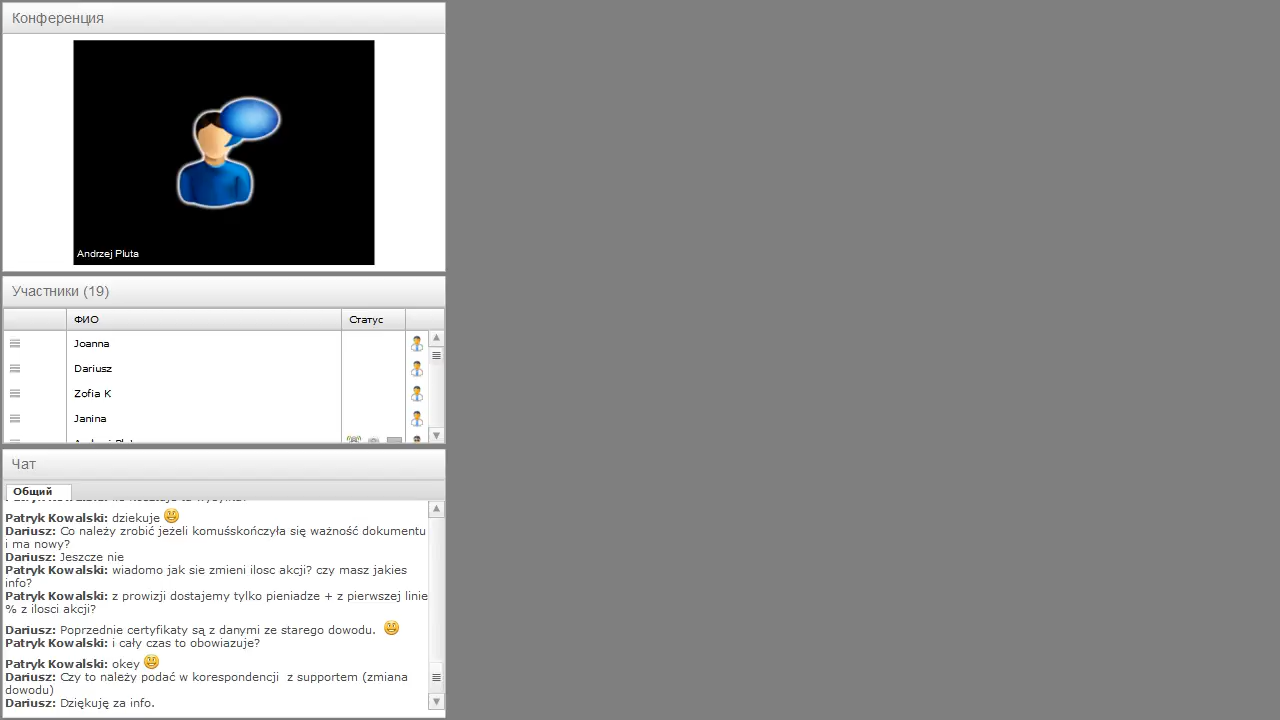 Конференция
Andrzej Pluta
Участники (19)
ФИО Статус
Joanna
Dariusz
Zofia K
Janina
Чат
Общий
Patryk Kowalski: dziekuje
Dariusz: Co należy zrobić jeżeli komuśskończyła się ważność dokumentu
i ma nowy?
Dariusz: Jeszcze nie
Patryk Kowalski: wiadomo jak sie zmieni ilosc akcji? czy masz jakies
info?
Patryk Kowalski: z prowizji dostajemy tylko pieniadze + z pierwszej linie
% z ilosci akcji?
Dariusz: Poprzednie certyfikaty są z danymi ze starego dowodu.
Patryk Kowalski: i cały czas to obowiazuje?
Patryk Kowalski: okey
Dariusz: Czy to należy podać w korespondencji z supportem (zmiana
dowodu)
Dariusz: Dziękuję za info.